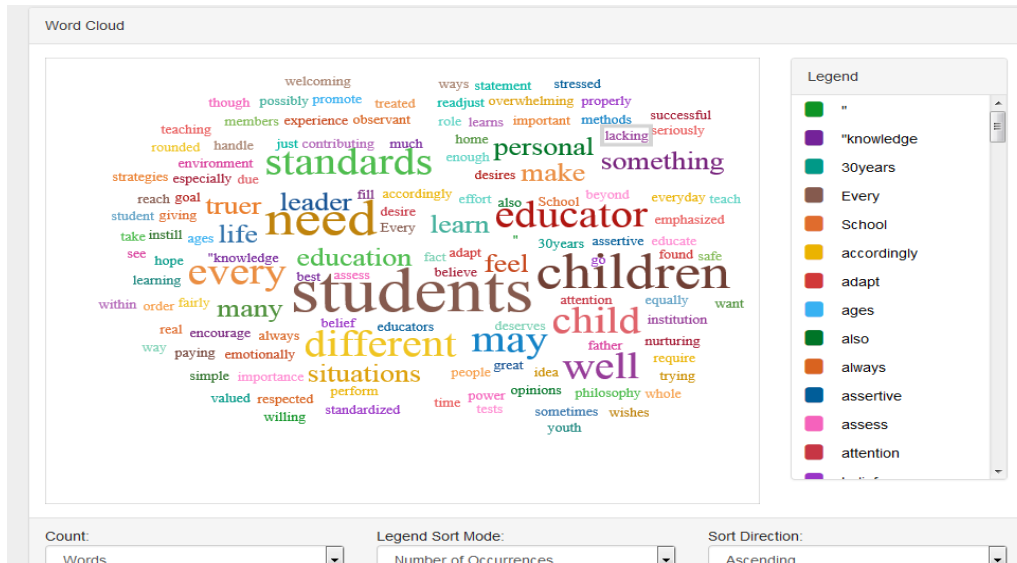 Word Cloud
Legend
welcoming
ways statement stressed
though possibly promote treated readjust overwhelming properly
members experience observant role learns important methods successful
teaching just contributing much home personal lacking seriously
rounded handle standards enough something
environment desires make
strategies especially due
reach goal truer leader fill accordingly effort also School beyond everyday teach
student giving need desire educator emphasized
take instill ages life Every learn " 30years assertive educate
see hope "knowledge education fact adapt feel go found safe
learning every best assess believe children
within order fairly many students attention equally want
real encourage always belief educators deserves child institution
way paying emotionally different may father nurturing
simple importance situations people great idea well require
trying
valued respected perform power opinions philosophy whole
willing standardized time tests sometimes wishes
youth
"
"knowledge
30years
Every
School
accordingly
adapt
ages
also
always
assertive
assess
attention
Count: Legend Sort Mode: Sort Direction:
Words Number of Occurrences Ascending